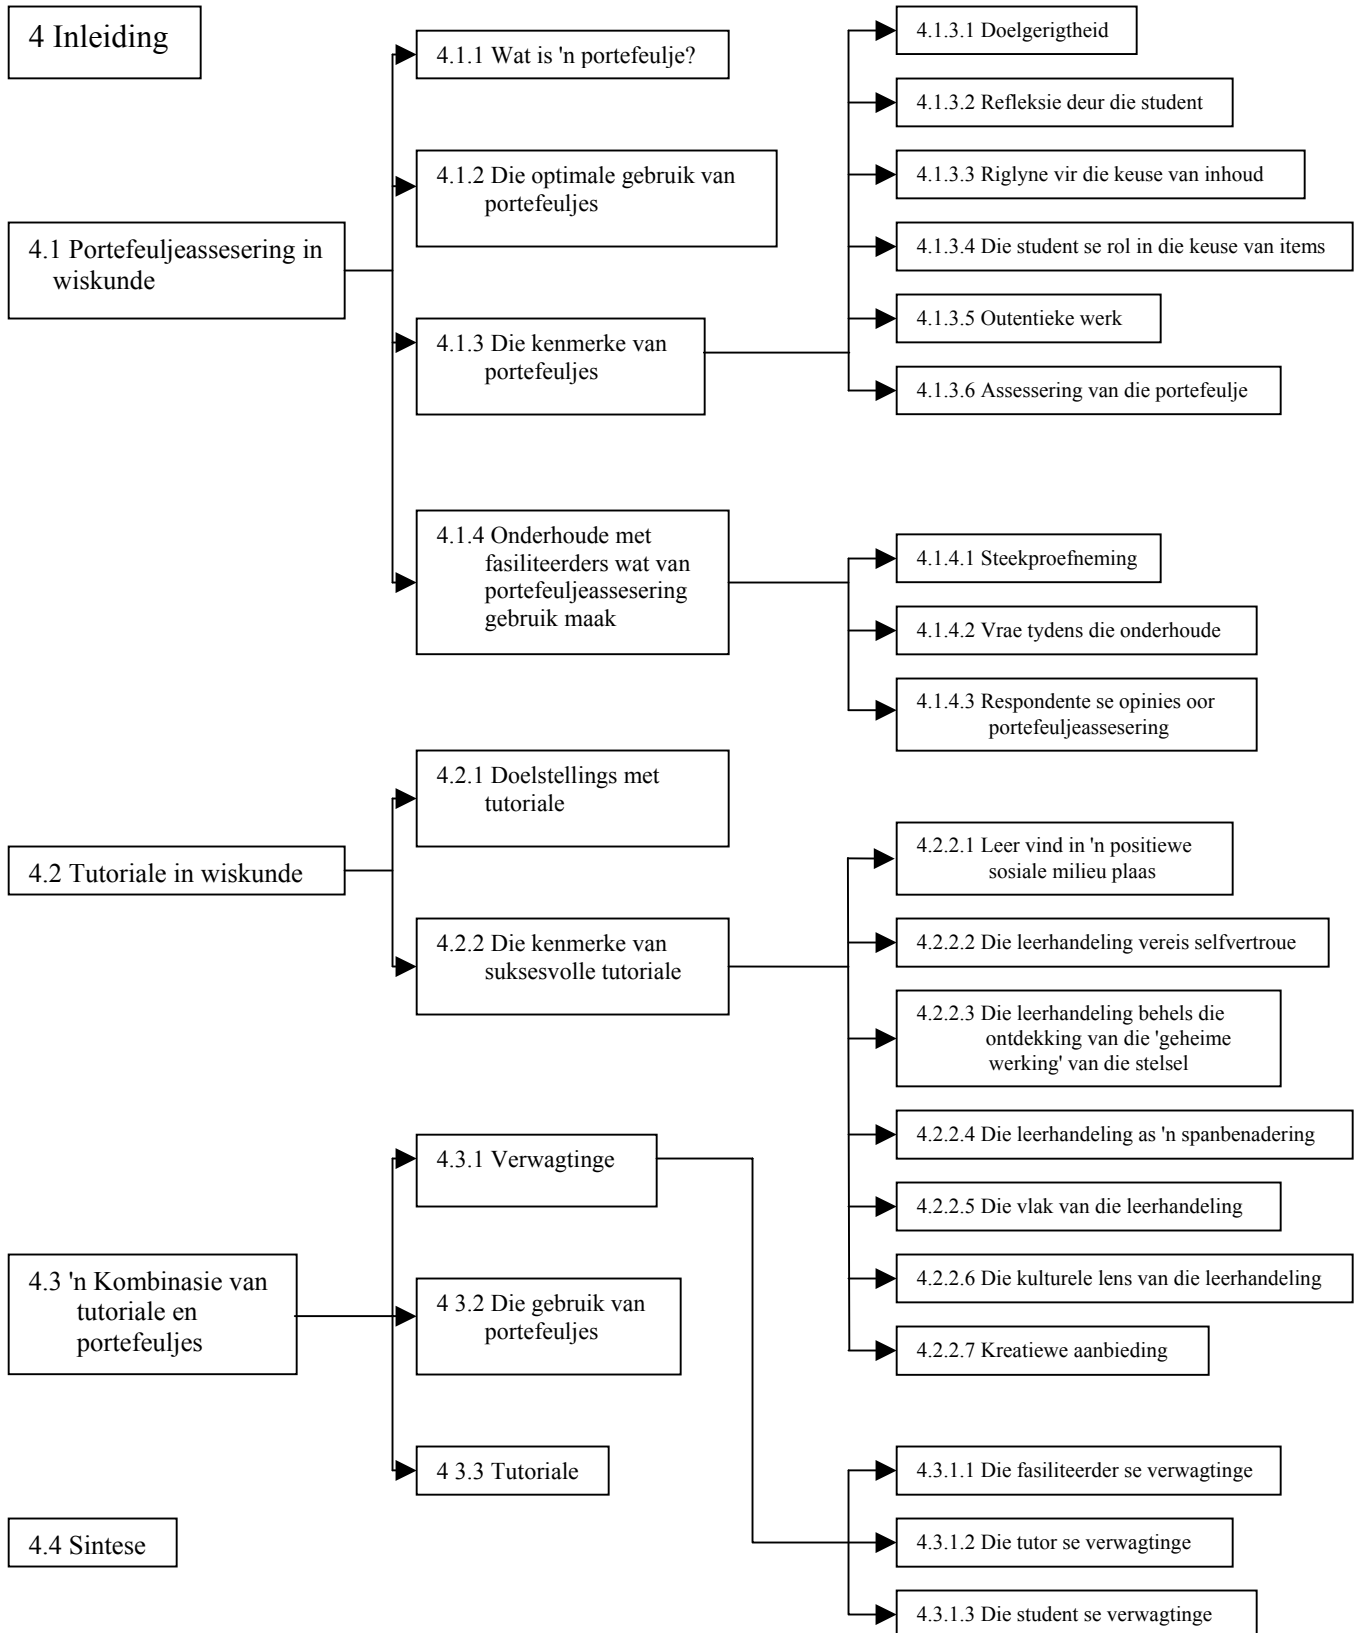 4 Inleiding
4.1 Portefeuljeassesering in
wiskunde
4.1.1 Wat is 'n portefeulje?
4.1.2 Die optimale gebruik van
portefeuljes
4.1.3 Die kenmerke van
portefeuljes
4.1.3.1 Doelgerigtheid
4.1.3.2 Refleksie deur die student
4.1.3.3 Riglyne vir die keuse van inhoud
4.1.3.4 Die student se rol in die keuse van items
4.1.3.5 Outentieke werk
4.1.3.6 Assessering van die portefeulje
4.1.4 Onderhoude met
fasiliteerders wat van
portefeuljeassesering
gebruik maak
4.1.4.1 Steekproefneming
4.1.4.2 Vrae tydens die onderhoude
4.1.4.3 Respondente se opinies oor
portefeuljeassesering
4.2 Tutoriale in wiskunde
4.2.1 Doelstellings met
tutoriale
4.2.2 Die kenmerke van
suksesvolle tutoriale
4.2.2.1 Leer vind in 'n positiewe
sosiale milieu plaas
4.2.2.2 Die leerhandeling vereis selfvertroue
4.2.2.3 Die leerhandeling behels die
ontdekking van die 'geheime
werking' van die stelsel
4.2.2.4 Die leerhandeling as 'n spanbenadering
4.2.2.5 Die vlak van die leerhandeling
4.2.2.6 Die kulturele lens van die leerhandeling
4.2.2.7 Kreatiewe aanbieding
4.3 'n Kombinasie van
tutoriale en
portefeuljes
4.3.1 Verwagtinge
4.3.1.1 Die fasiliteerder se verwagtinge
4.3.1.2 Die tutor se verwagtinge
4.3.1.3 Die student se verwagtinge
4 3.2 Die gebruik van
portefeuljes
4 3.3 Tutoriale
4.4 Sintese